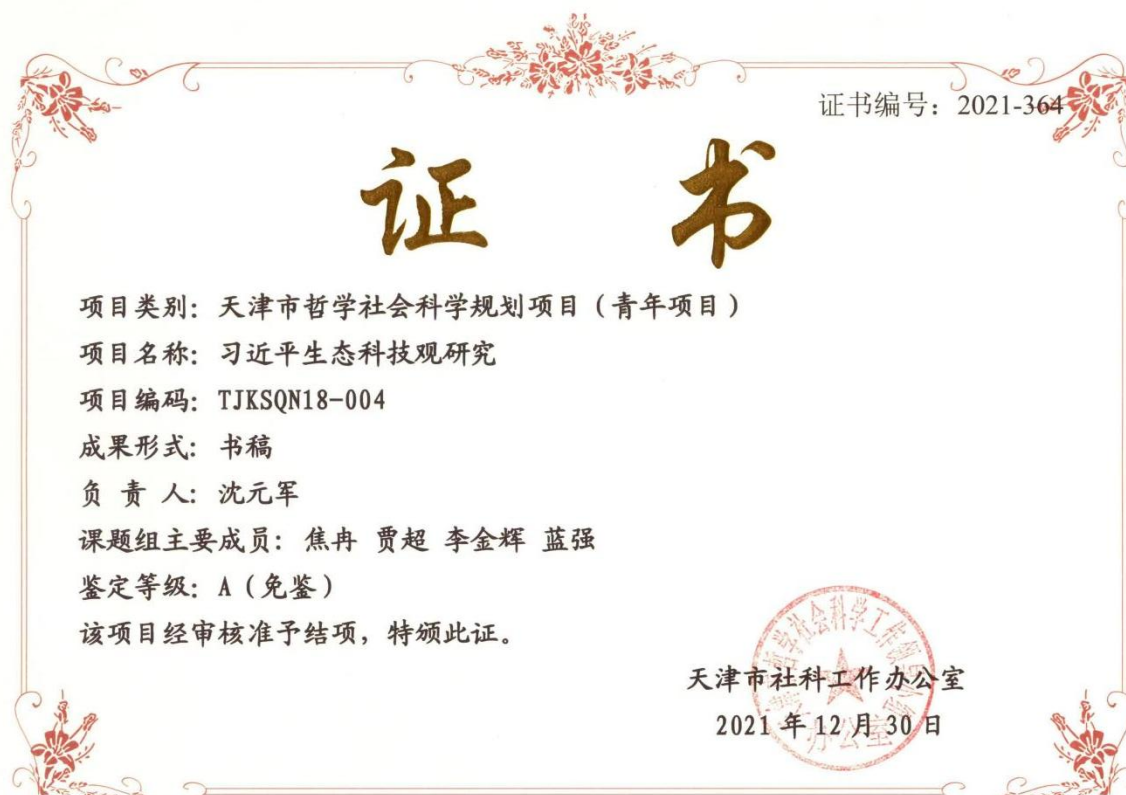 证书编号：2021-364
证 书
项目类别：天津市哲学社会科学规划项目（青年项目）
项目名称：习近平生态科技观研究
项目编码：TJKSQN18-004
成果形式：书稿
负 责 人：沈元军
课题组主要成员：焦冉 贾超 李金辉 蓝强
鉴定等级：A（免鉴）
该项目经审核准予结项，特颁此证。
天津市社科工作办公室
2021 年 12 月 30 日
办公室